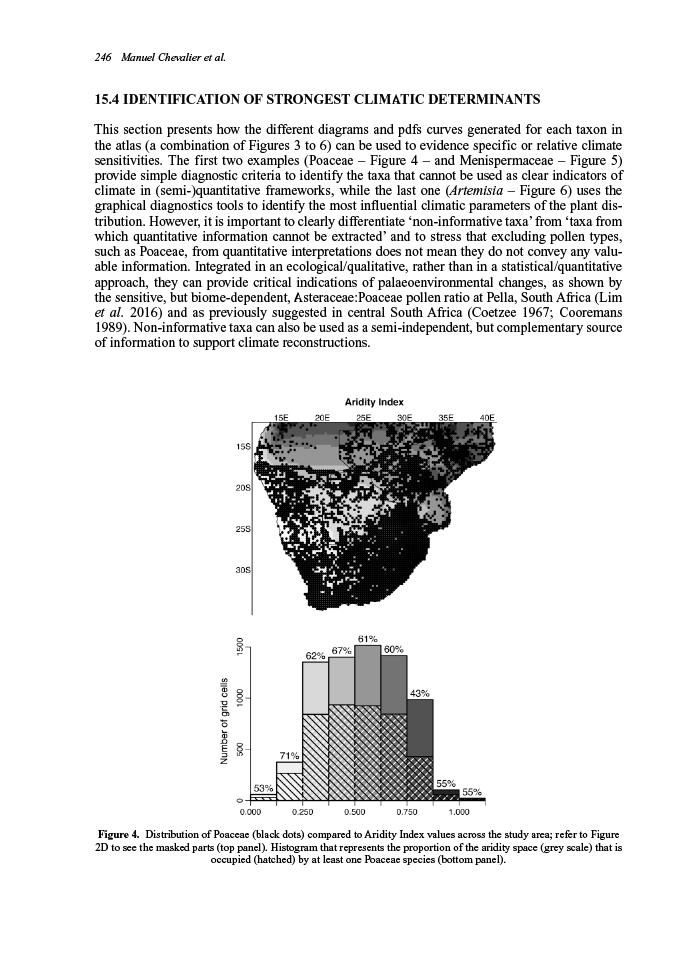 246 Manuel Chevalier et al.
15.4 IDENTIFICATION OF STRONGEST CLIMATIC DETERMINANTS
This section presents how the different diagrams and pdfs curves generated for each taxon in
the atlas (a combination of Figures 3 to 6) can be used to evidence specific or relative climate
sensitivities. The first two examples (Poaceae – Figure 4 – and Menispermaceae – Figure 5)
provide simple diagnostic criteria to identify the taxa that cannot be used as clear indicators of
climate in (semi-)quantitative frameworks, while the last one (Artemisia – Figure 6) uses the
graphical diagnostics tools to identify the most influential climatic parameters of the plant dis-
tribution. However, it is important to clearly differentiate ‘non-informative taxa’ from ‘taxa from
which quantitative information cannot be extracted’ and to stress that excluding pollen types,
such as Poaceae, from quantitative interpretations does not mean they do not convey any valu-
able information. Integrated in an ecological/qualitative, rather than in a statistical/quantitative
approach, they can provide critical indications of palaeoenvironmental changes, as shown by
the sensitive, but biome-dependent, Asteraceae:Poaceae pollen ratio at Pella, South Africa (Lim
et al. 2016) and as previously suggested in central South Africa (Coetzee 1967; Cooremans
1989). Non-informative taxa can also be used as a semi-independent, but complementary source
of information to support climate reconstructions.
Aridity Index
15E 20E 25E 30E 35E 40E
15S
20S
25S
30S
Number of grid cells
1500
1000
500
0
53%
71%
62%
67%
61%
60%
43%
55%
55%
0.000 0.250 0.500 0.750 1.000
Figure 4. Distribution of Poaceae (black dots) compared to Aridity Index values across the study area; refer to Figure
2D to see the masked parts (top panel). Histogram that represents the proportion of the aridity space (grey scale) that is
occupied (hatched) by at least one Poaceae species (bottom panel).